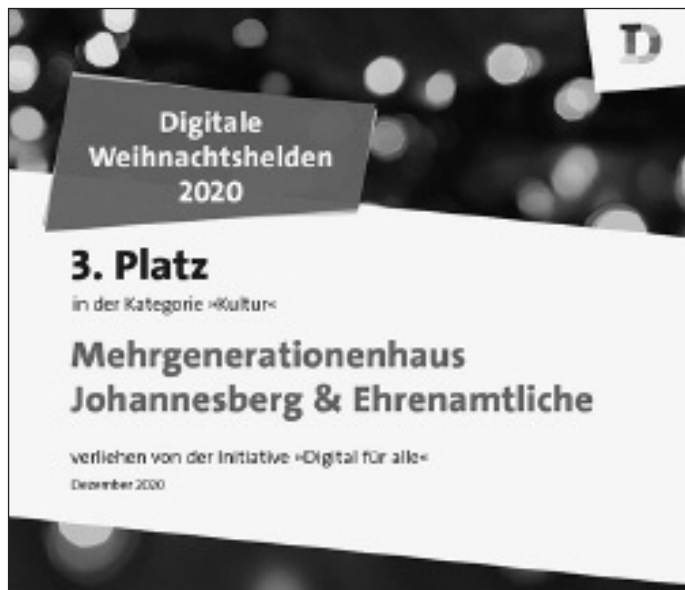 Digitale
Weihnachtshelden
2020
3. Platz
in der Kategorie »Kultur«
Mehrgenerationenhaus
Johannesberg & Ehrenamtliche
verliehen von der Initiative »Digital für alle«
Dezember 2020